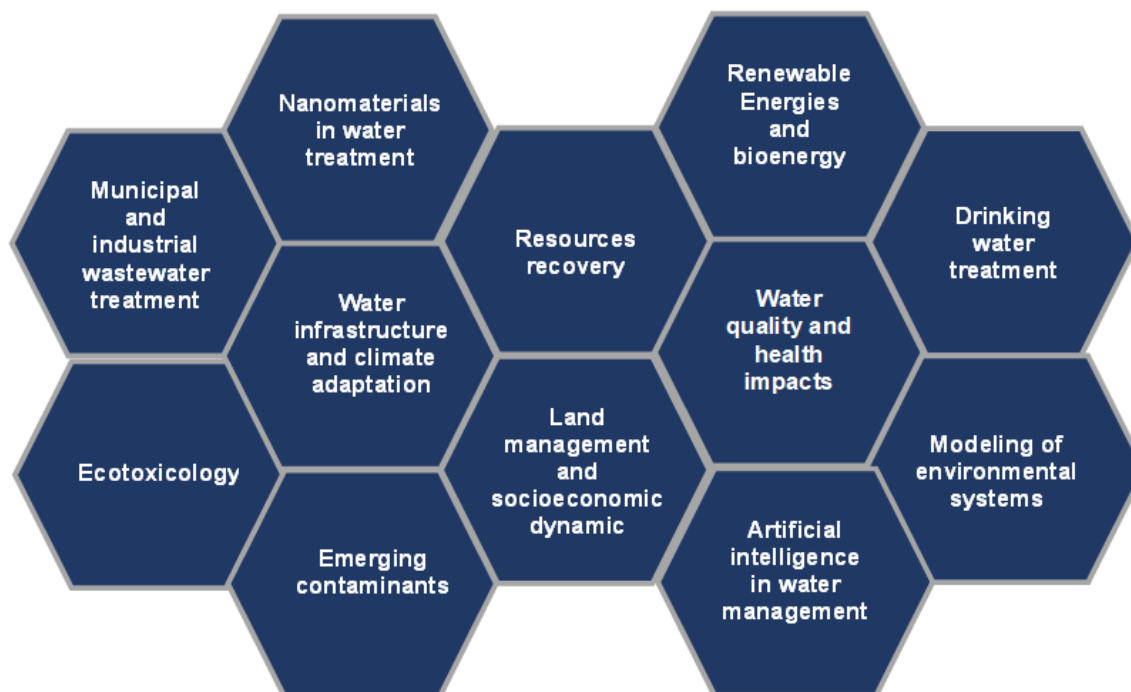 Nanomaterials
in water
treatment
Renewable
Energies
and
bioenergy
Municipal
and
industrial
wastewater
treatment
Resources
recovery
Drinking
water
treatment
Water
infrastructure
and climate
adaptation
Water
quality and
health
impacts
Ecotoxicology
Land
management
and
socioeconomic
dynamic
Modeling of
environmental
systems
Emerging
contaminants
Artificial
intelligence
in water
management